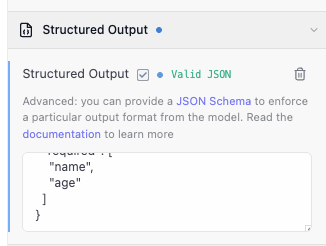 Structured Output
Structured Output Valid JSON
Advanced: you can provide a JSON Schema to enforce
a particular output format from the model. Read the
documentation to learn more
"required": [
"name",
"age"
]
}